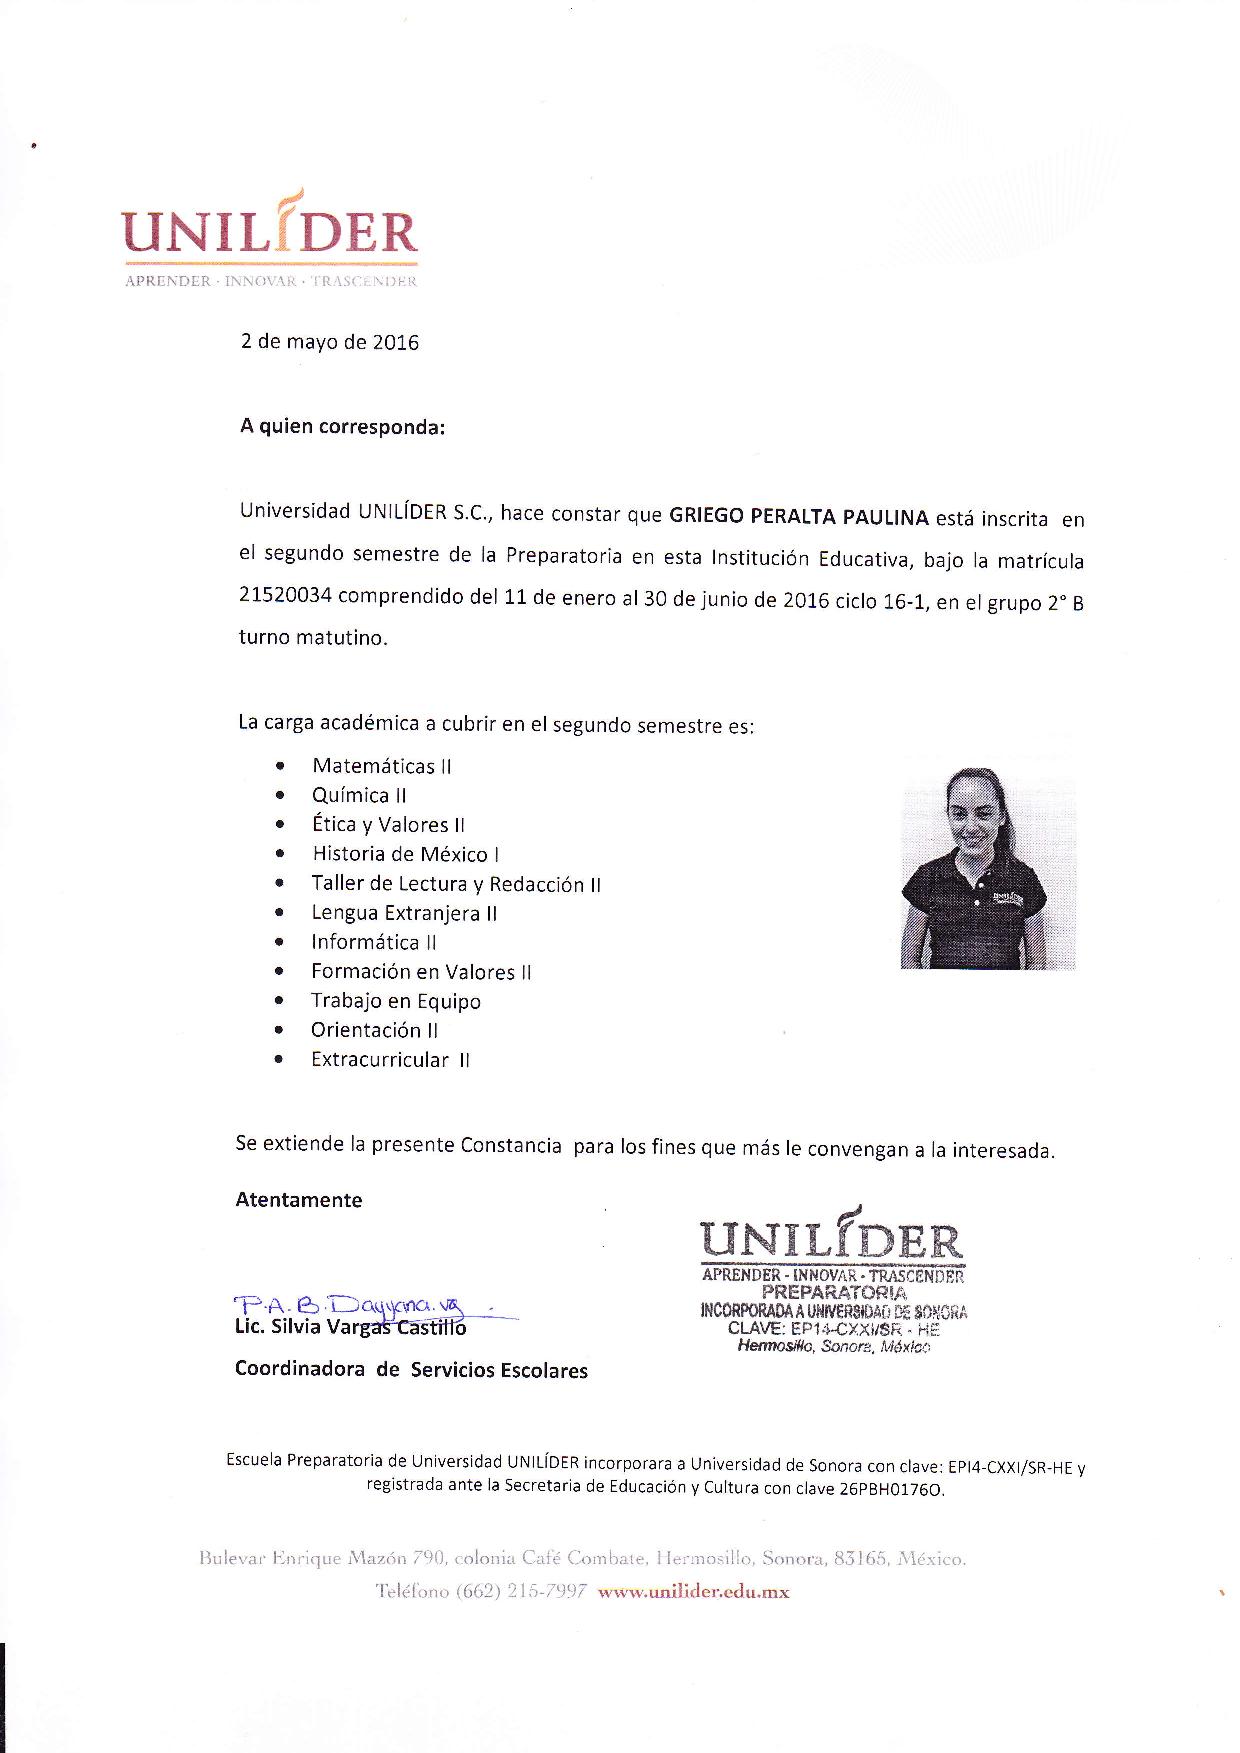 UNILÍDER
APRENDER · INNOVAR · TRASCENDER
2 de mayo de 2016
A quien corresponda:
Universidad UNILÍDER S.C., hace constar que GRIEGO PERALTA PAULINA está inscrita en
el segundo semestre de la Preparatoria en esta Institución Educativa, bajo la matrícula
21520034 comprendido del 11 de enero al 30 de junio de 2016 ciclo 16-1, en el grupo 2° B
turno matutino.
La carga académica a cubrir en el segundo semestre es:
• Matemáticas II
• Química II
• Ética y Valores II
• Historia de México I
• Taller de Lectura y Redacción II
• Lengua Extranjera II
• Informática II
• Formación en Valores II
• Trabajo en Equipo
• Orientación II
• Extracurricular II
UNILÍDER
Se extiende la presente Constancia para los fines que más le convengan a la interesada.
Atentamente
P.A. B. Dayyana.
Lic. Silvia Vargas Castillo
Coordinadora de Servicios Escolares
UNILÍDER
APRENDER - INNOVAR - TRASCENDER
PREPARATORIA
INCORPORADA A UNIVERSIDAD DE SONORA
CLAVE: EP14-CXXI/SR - HE
Hermosillo, Sonora, México
Escuela Preparatoria de Universidad UNILÍDER incorporara a Universidad de Sonora con clave: EPI4-CXXI/SR-HE y
registrada ante la Secretaria de Educación y Cultura con clave 26PBH0176O.
Bulevar Enrique Mazón 790, colonia Café Combate, Hermosillo, Sonora, 83165, México.
Teléfono (662) 215-7997 www.unilider.edu.mx